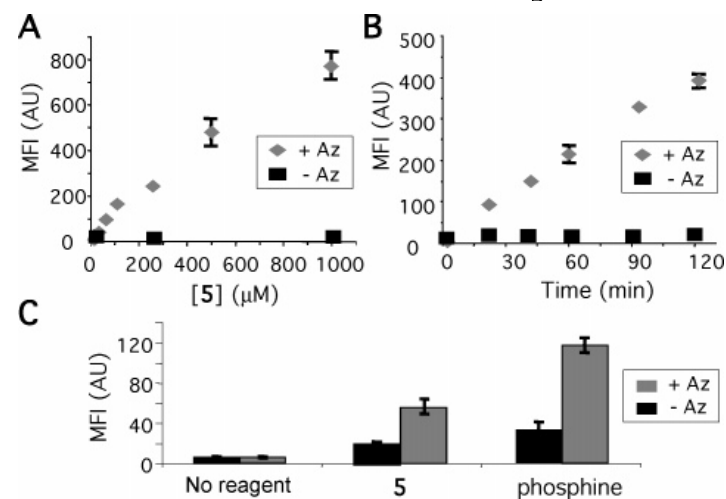 A
MFI (AU)
800
600
400
200
0
0 200 400 600 800 1000
[5] (μM)
+ Az
- Az
B
MFI (AU)
500
400
300
200
100
0
0 30 60 90 120
Time (min)
+ Az
- Az
C
MFI (AU)
120
80
40
0
No reagent 5 phosphine
+ Az
- Az